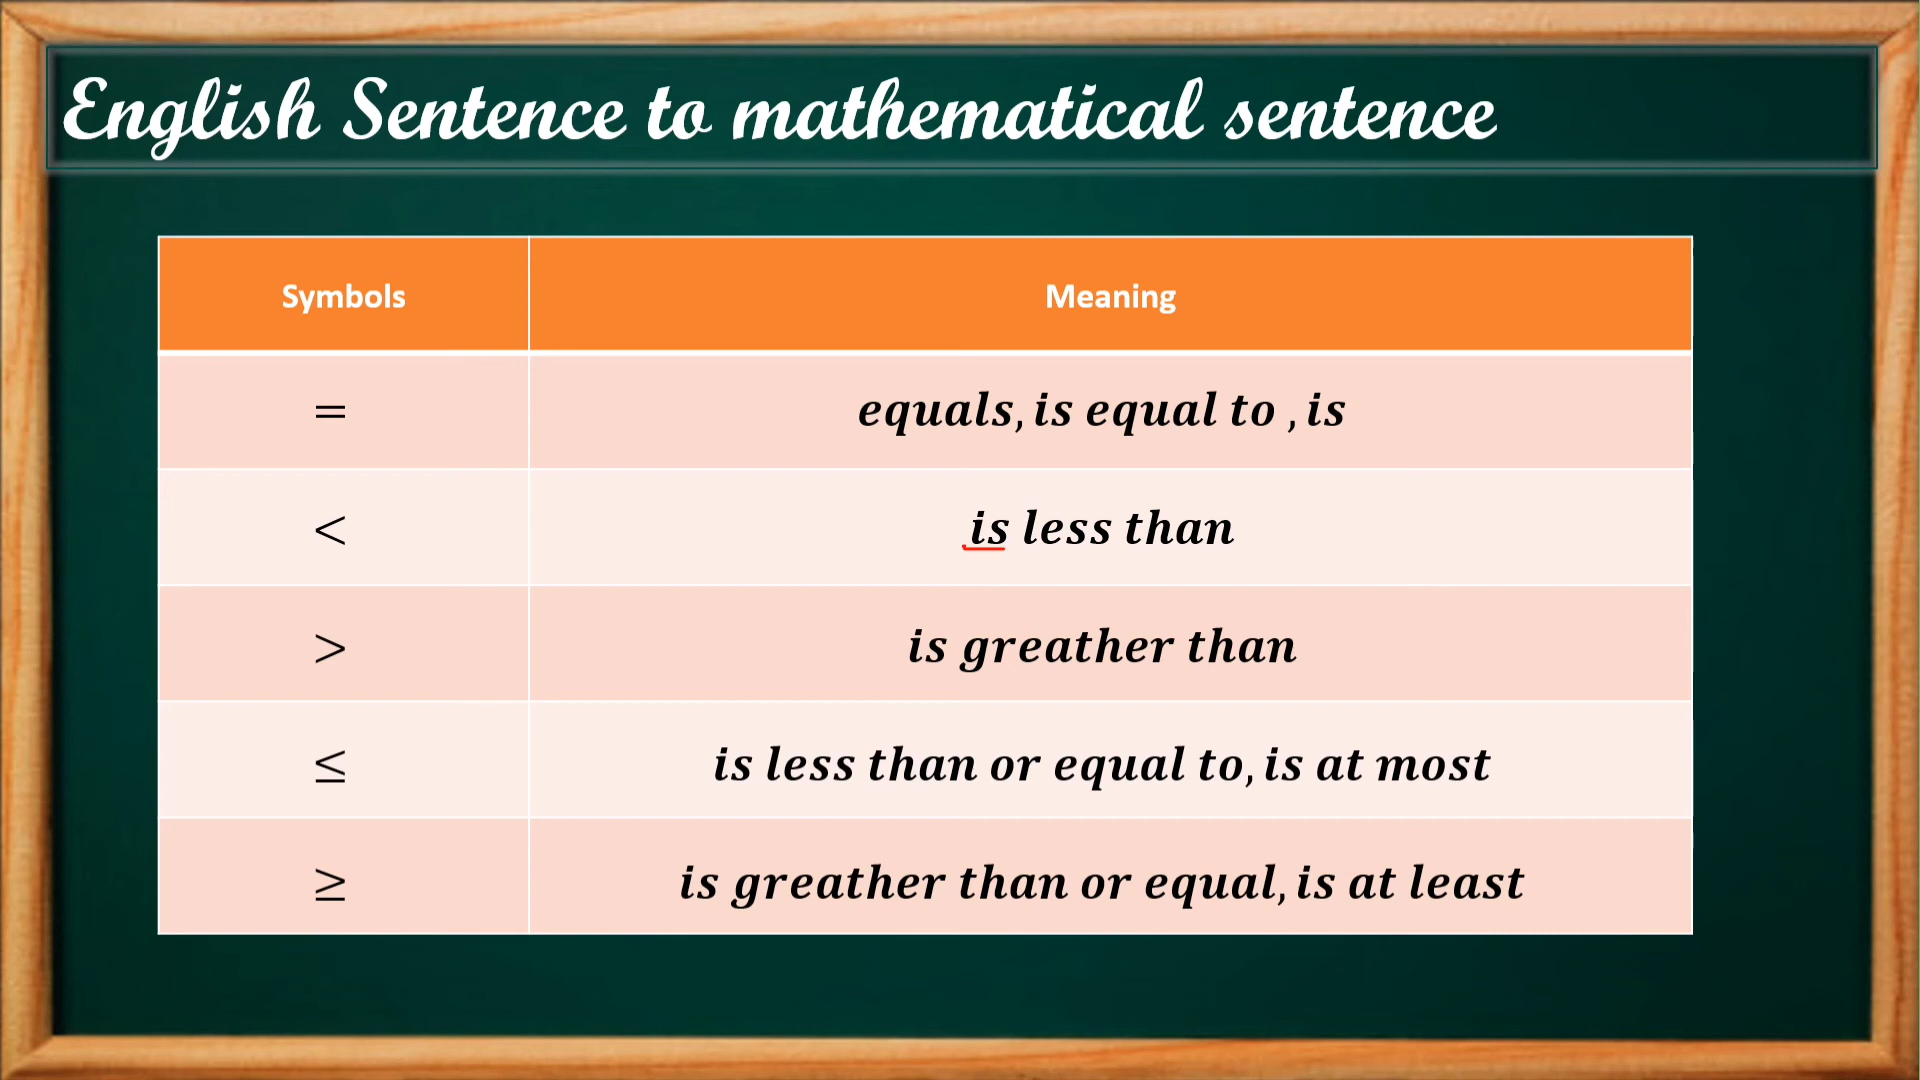 English Sentence to mathematical sentence
Symbols Meaning
= equals, is equal to , is
< is less than
> is greather than
≤ is less than or equal to, is at most
≥ is greather than or equal, is at least